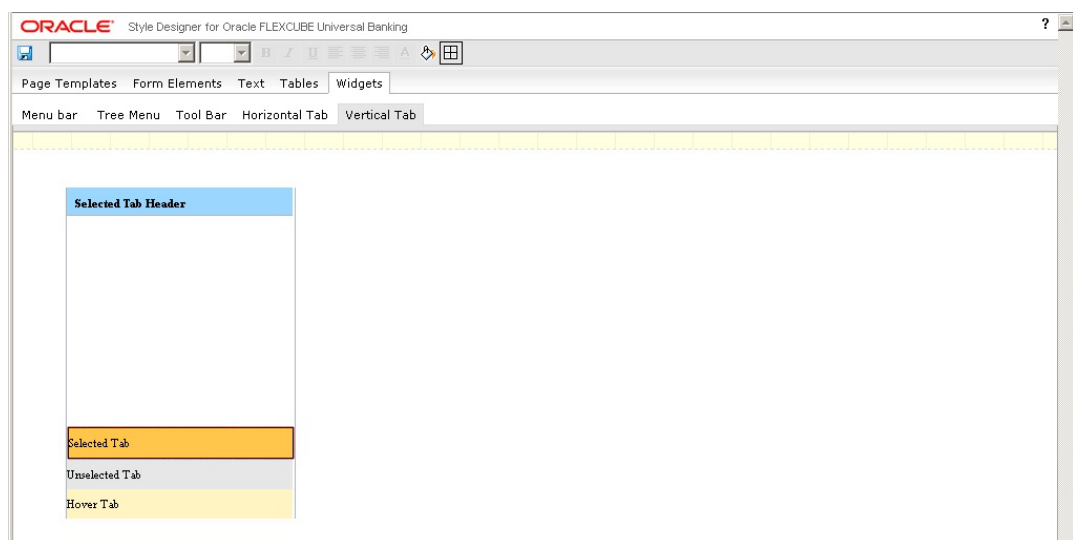 ORACLE® Style Designer for Oracle FLEXCUBE Universal Banking ?
B I U A
Page Templates Form Elements Text Tables Widgets
Menu bar Tree Menu Tool Bar Horizontal Tab Vertical Tab
Selected Tab Header
Selected Tab
Unselected Tab
Hover Tab